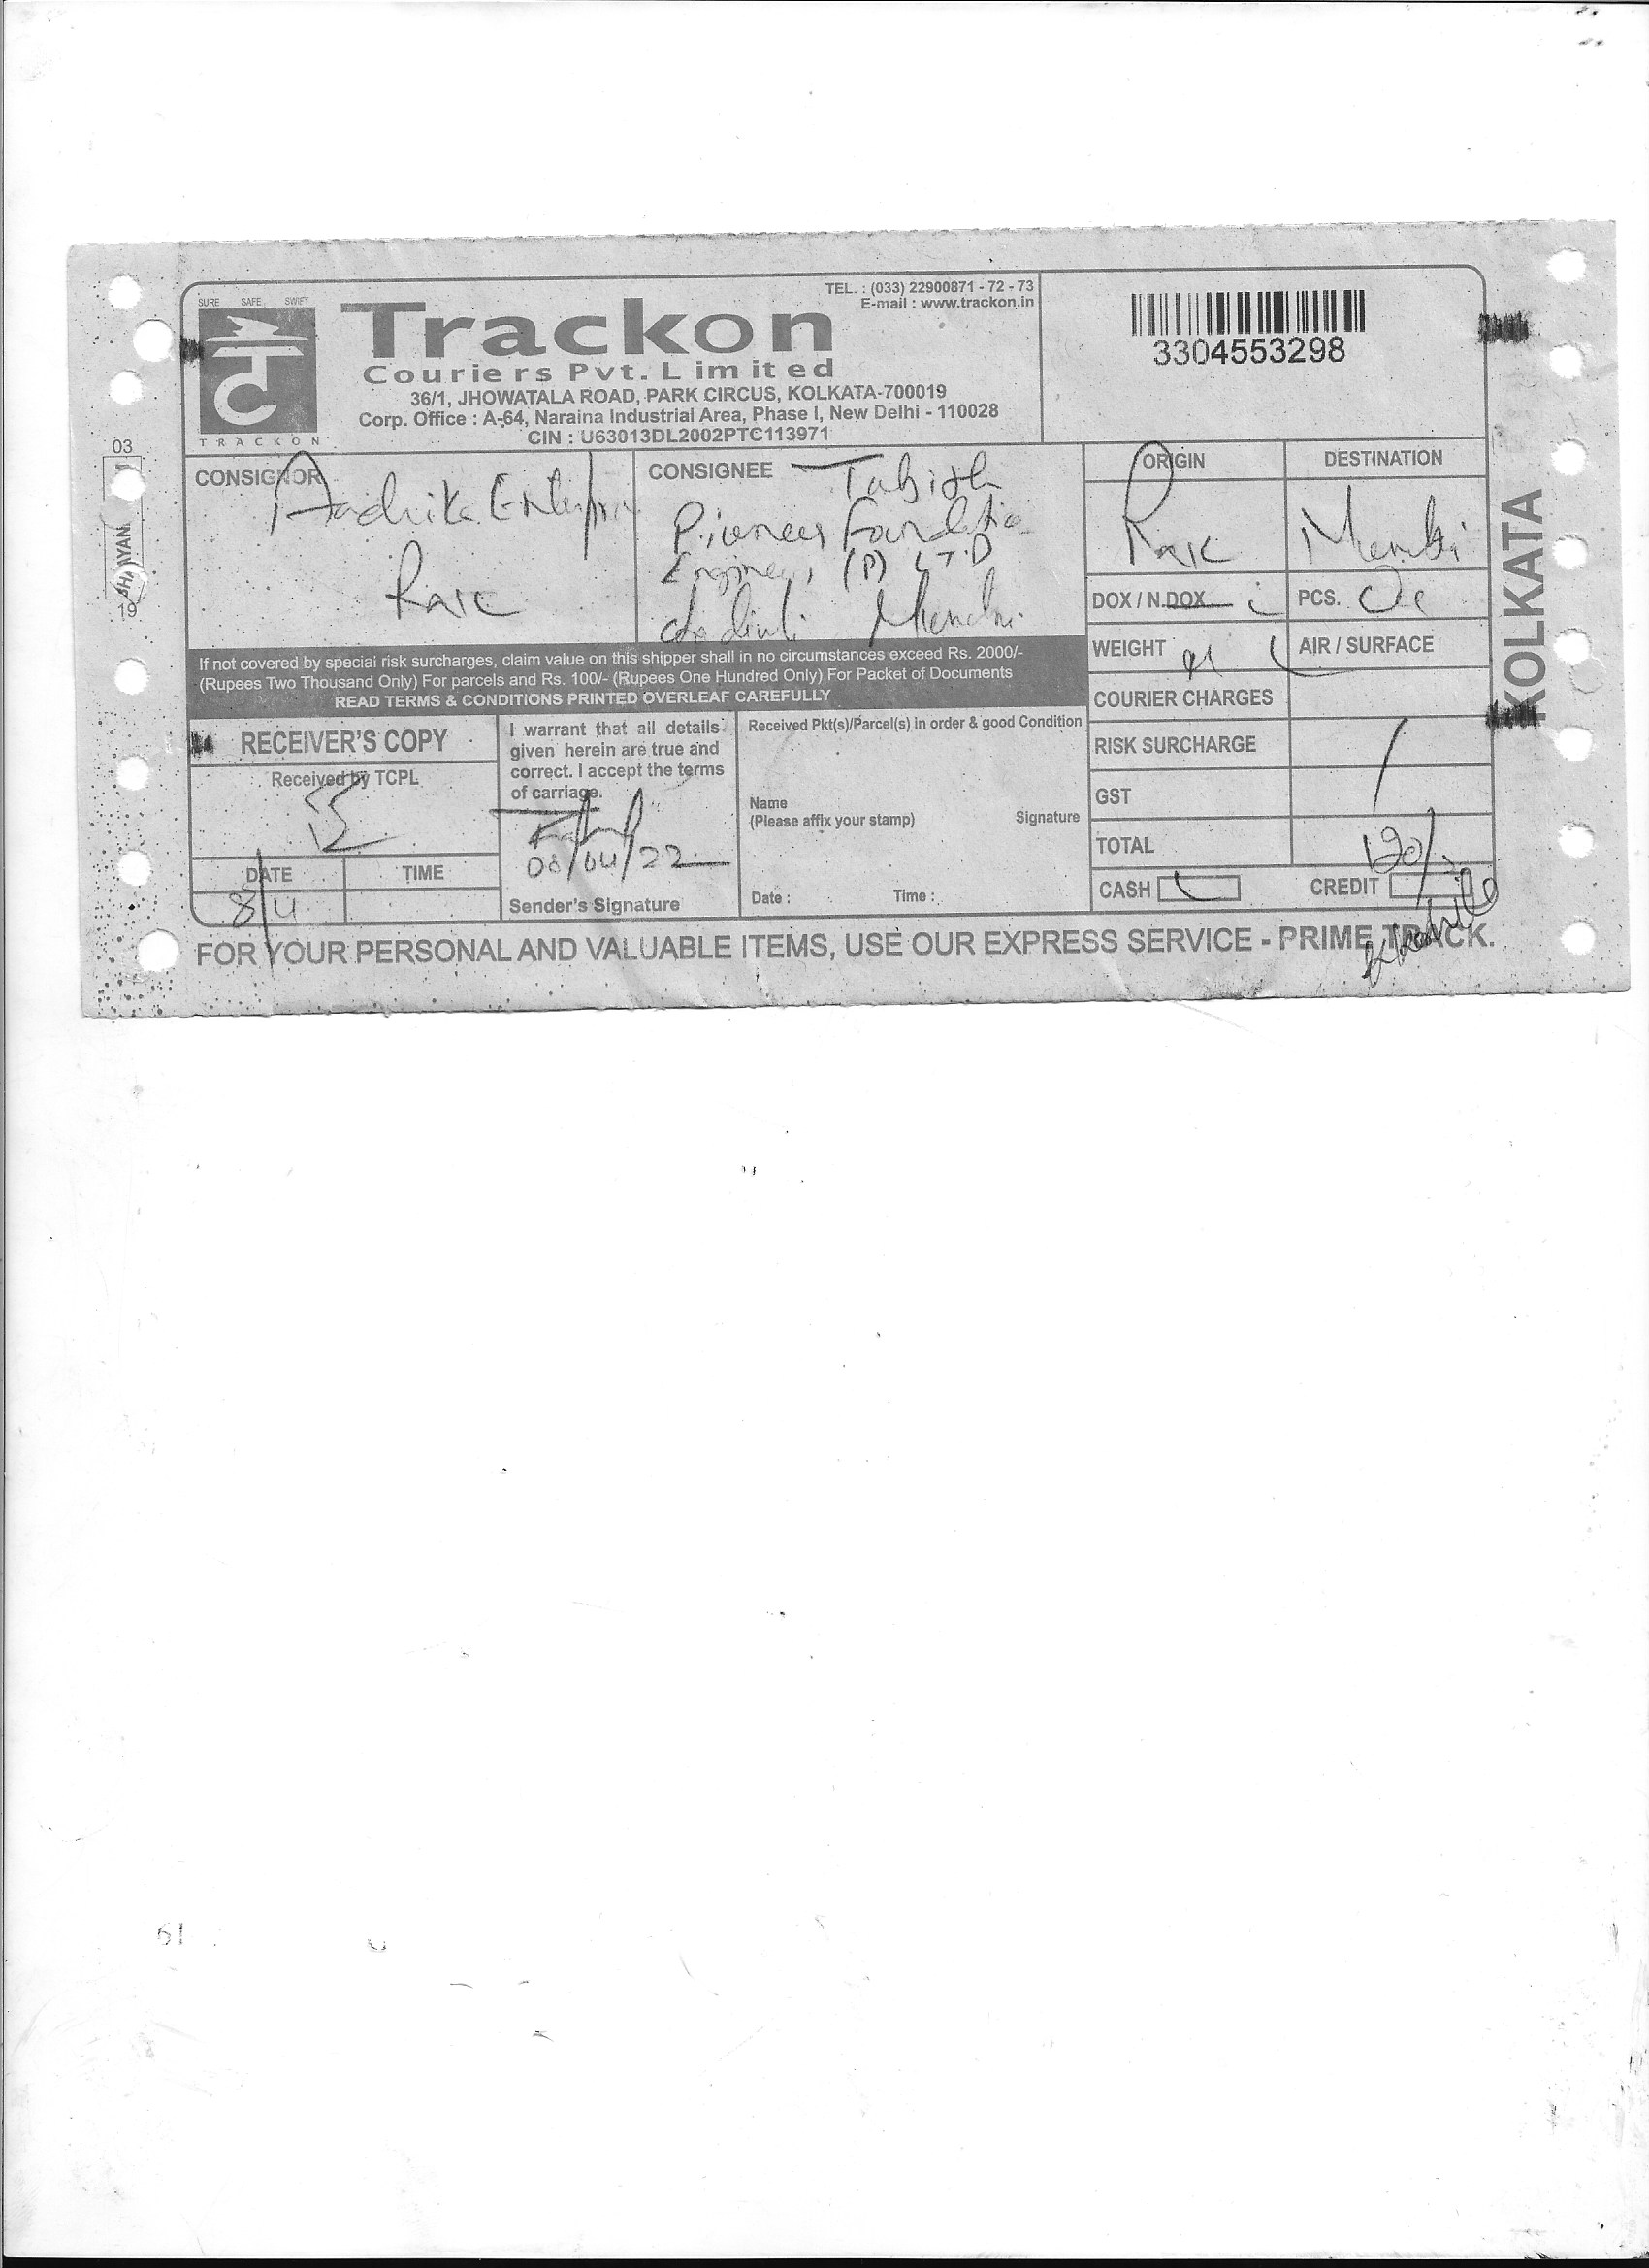 TEL. : (033) 22900871 - 72 - 73
E-mail : www.trackon.in
SURE SAFE SWIFT
Trackon
Couriers Pvt. Limited
36/1, JHOWATALA ROAD, PARK CIRCUS, KOLKATA-700019
Corp. Office : A-64, Naraina Industrial Area, Phase I, New Delhi - 110028
CIN : U63013DL2002PTC113971
TRACKON
3304553298
03
19
CONSIGNOR
Aadrika
CONSIGNEE Tabish
Pioneer Foundation
Engineers (P) LTD
Mumbai
ORIGIN
DESTINATION
Mumbai
DOX / N.DOX
PCS.
WEIGHT
AIR / SURFACE
COURIER CHARGES
RISK SURCHARGE
GST
TOTAL 120/-
CASH
CREDIT
If not covered by special risk surcharges, claim value on this shipper shall in no circumstances exceed Rs. 2000/-
(Rupees Two Thousand Only) For parcels and Rs. 100/- (Rupees One Hundred Only) For Packet of Documents
READ TERMS & CONDITIONS PRINTED OVERLEAF CAREFULLY
RECEIVER'S COPY
Received by TCPL
DATE
TIME
8/4
I warrant that all details
given herein are true and
correct. I accept the terms
of carriage.
08/04/22
Sender's Signature
Received Pkt(s)/Parcel(s) in order & good Condition
Name
(Please affix your stamp)
Signature
Date :
Time :
KOLKATA
FOR YOUR PERSONAL AND VALUABLE ITEMS, USE OUR EXPRESS SERVICE - PRIME TRACK.